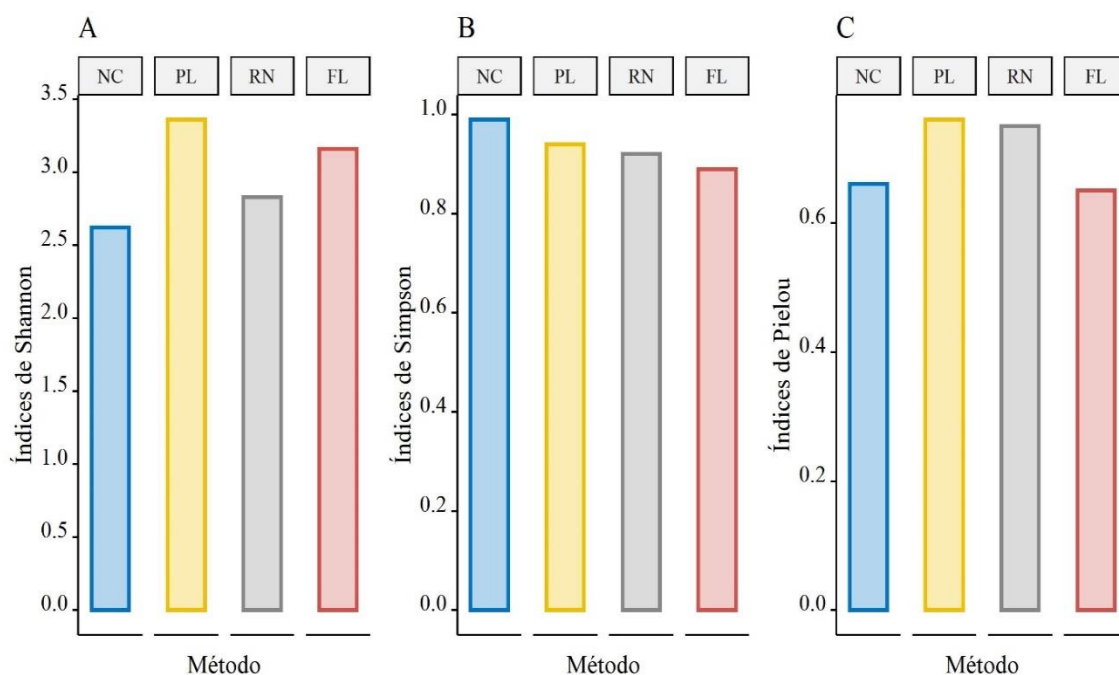 A
NC PL RN FL
3.5
3.0
2.5
2.0
1.5
1.0
0.5
0.0
Índices de Shannon
Método
B
NC PL RN FL
1.0
0.8
0.6
0.4
0.2
0.0
Índices de Simpson
Método
C
NC PL RN FL
0.6
0.4
0.2
0.0
Índices de Pielou
Método